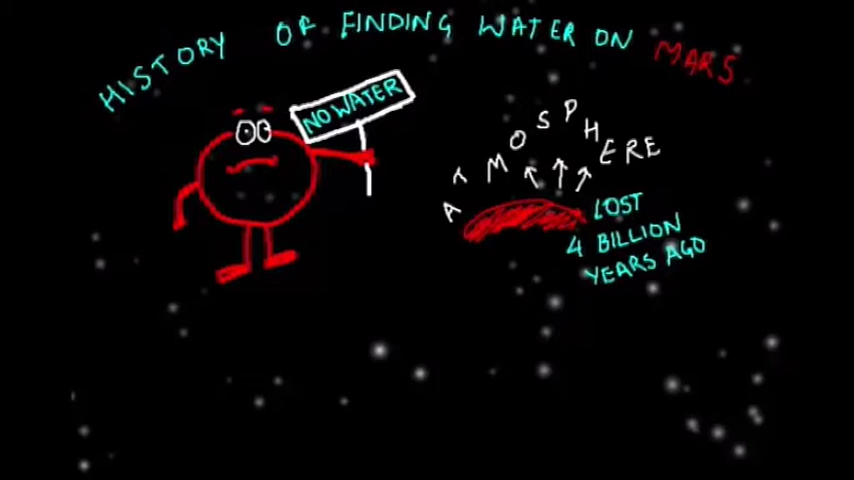 HISTORY OF FINDING WATER ON MARS
NO WATER
ATMOSPHERE
LOST
4 BILLION
YEARS AGO